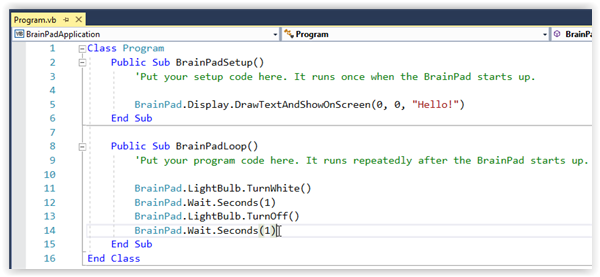 Program.vb
BrainPadApplication Program BrainPa
1 Class Program
2 Public Sub BrainPadSetup()
3 'Put your setup code here. It runs once when the BrainPad starts up.
4
5 BrainPad.Display.DrawTextAndShowOnScreen(0, 0, "Hello!")
6 End Sub
7
8 Public Sub BrainPadLoop()
9 'Put your program code here. It runs repeatedly after the BrainPad starts up.
10
11 BrainPad.LightBulb.TurnWhite()
12 BrainPad.Wait.Seconds(1)
13 BrainPad.LightBulb.TurnOff()
14 BrainPad.Wait.Seconds(1)
15 End Sub
16 End Class